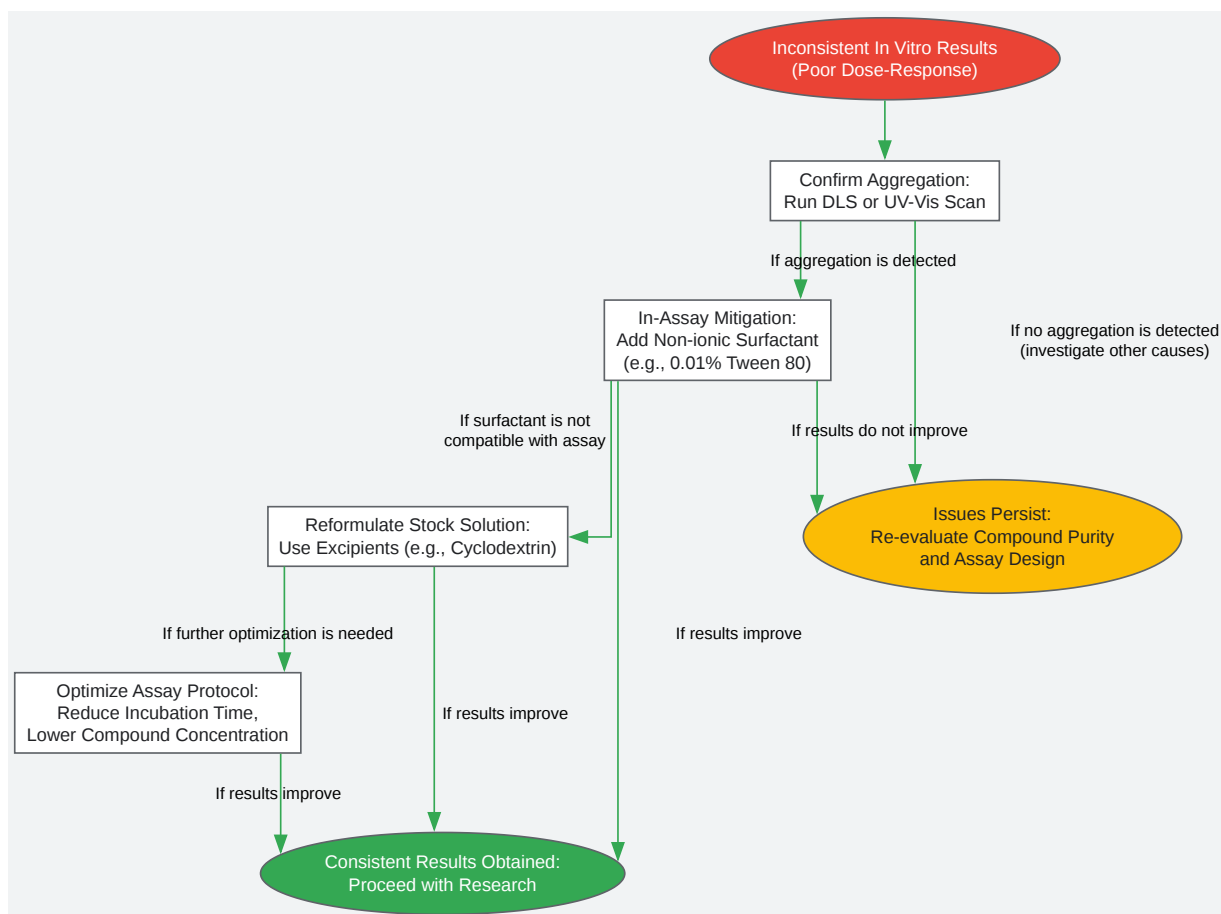 Inconsistent In Vitro Results
(Poor Dose-Response)
Confirm Aggregation:
Run DLS or UV-Vis Scan
If aggregation is detected
In-Assay Mitigation:
Add Non-ionic Surfactant
(e.g., 0.01% Tween 80)
If no aggregation is detected
(investigate other causes)
If surfactant is not
compatible with assay
If results do not improve
Reformulate Stock Solution:
Use Excipients (e.g., Cyclodextrin)
Issues Persist:
Re-evaluate Compound Purity
and Assay Design
If further optimization is needed
If results improve
Optimize Assay Protocol:
Reduce Incubation Time,
Lower Compound Concentration
If results improve
If results improve
Consistent Results Obtained:
Proceed with Research